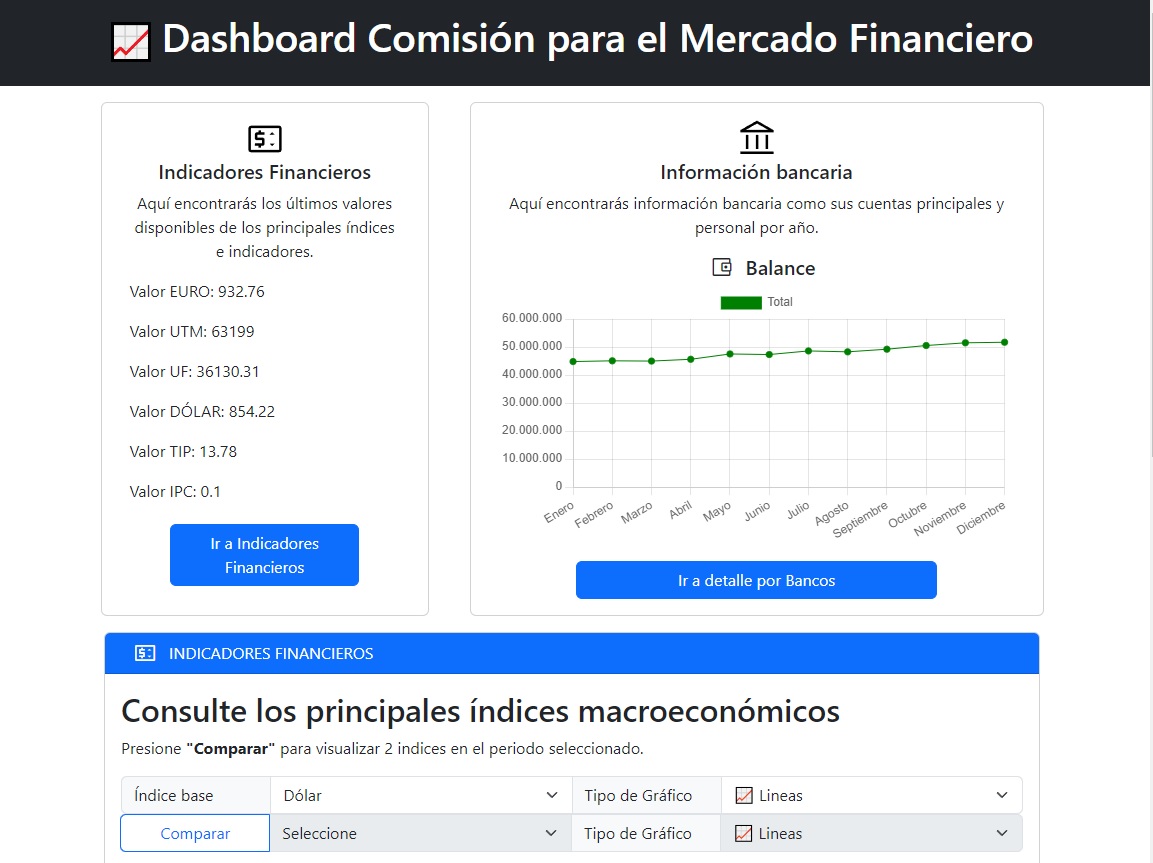 Dashboard Comisión para el Mercado Financiero
Indicadores Financieros
Aquí encontrarás los últimos valores
disponibles de los principales índices
e indicadores.
Valor EURO: 932.76
Valor UTM: 63199
Valor UF: 36130.31
Valor DÓLAR: 854.22
Valor TIP: 13.78
Valor IPC: 0.1
Ir a Indicadores
Financieros
Información bancaria
Aquí encontrarás información bancaria como sus cuentas principales y
personal por año.
Balance
Total
60.000.000
50.000.000
40.000.000
30.000.000
20.000.000
10.000.000
0
Enero
Febrero
Marzo
Abril
Mayo
Junio
Julio
Agosto
Septiembre
Octubre
Noviembre
Diciembre
Ir a detalle por Bancos
INDICADORES FINANCIEROS
Consulte los principales índices macroeconómicos
Presione "Comparar" para visualizar 2 indices en el periodo seleccionado.
Índice base Dólar Tipo de Gráfico Lineas
Comparar Seleccione Tipo de Gráfico Lineas